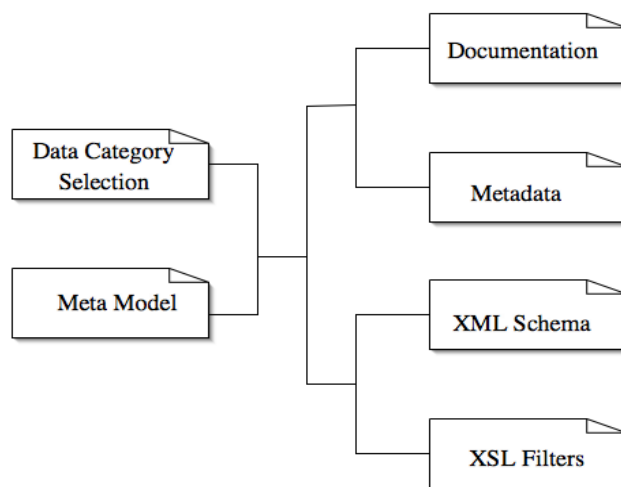 Documentation
Data Category
Selection
Metadata
Meta Model
XML Schema
XSL Filters